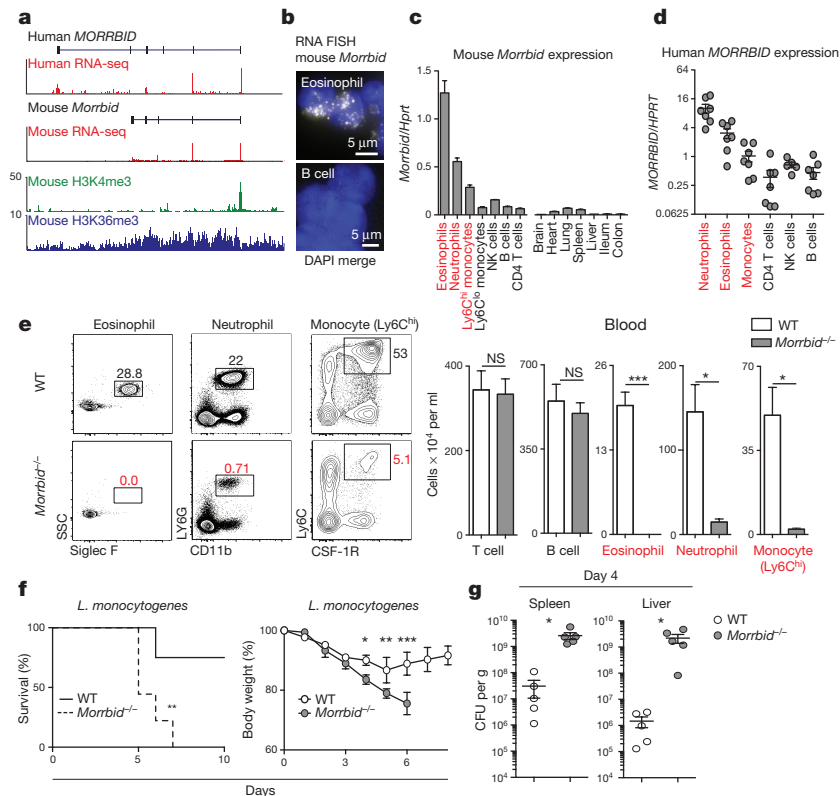 a
Human MORRBID
Human RNA-seq
Mouse Morrbid
Mouse RNA-seq
50
Mouse H3K4me3
10
Mouse H3K36me3
b
RNA FISH
mouse Morrbid
Eosinophil
5 μm
B cell
5 μm
DAPI merge
c
Mouse Morrbid expression
Morrbid/Hprt
1.5
1.0
0.5
0
Eosinophils
Neutrophils
Ly6Chi monocytes
Ly6Clo monocytes
NK cells
B cells
CD4 T cells
Brain
Heart
Lung
Spleen
Liver
Ileum
Colon
d
Human MORRBID expression
MORRBID/HPRT
64
16
4
1
0.25
0.0625
Neutrophils
Eosinophils
Monocytes
CD4 T cells
NK cells
B cells
e
Eosinophil
Neutrophil
Monocyte (Ly6Chi)
WT
28.8
22
53
Morrbid–/–
0.0
0.71
5.1
SSC
Siglec F
LY6G
CD11b
Ly6C
CSF-1R
Blood
WT
Morrbid–/–
Cells × 10⁴ per ml
400
300
200
100
0
NS
T cell
700
350
0
NS
B cell
26
13
0
***
Eosinophil
200
100
0
*
Neutrophil
70
35
0
*
Monocyte
(Ly6Chi)
f
L. monocytogenes
Survival (%)
100
50
0
WT
Morrbid–/–
**
0
5
10
L. monocytogenes
Body weight (%)
100
80
60
* ** ***
WT
Morrbid–/–
0
3
6
Days
g
Day 4
Spleen
Liver
CFU per g
10¹⁰
10⁹
10⁸
10⁷
10⁶
10⁵
10⁴
*
10¹⁰
10⁹
10⁸
10⁷
10⁶
10⁵
10⁴
*
WT
Morrbid–/–